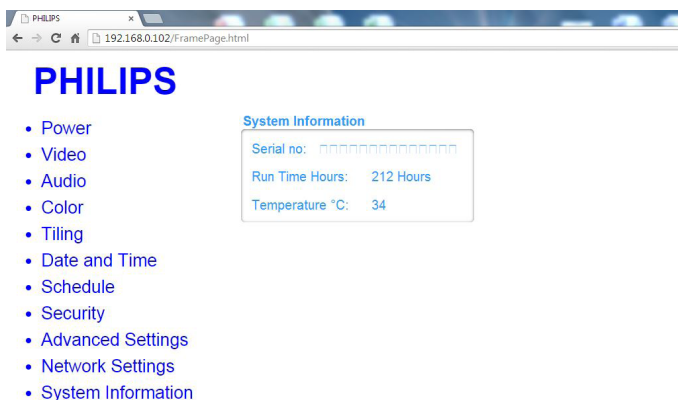 PHILIPS
192.168.0.102/FramePage.html
PHILIPS
Power
Video
Audio
Color
Tiling
Date and Time
Schedule
Security
Advanced Settings
Network Settings
System Information
System Information
Serial no:
Run Time Hours: 212 Hours
Temperature °C: 34